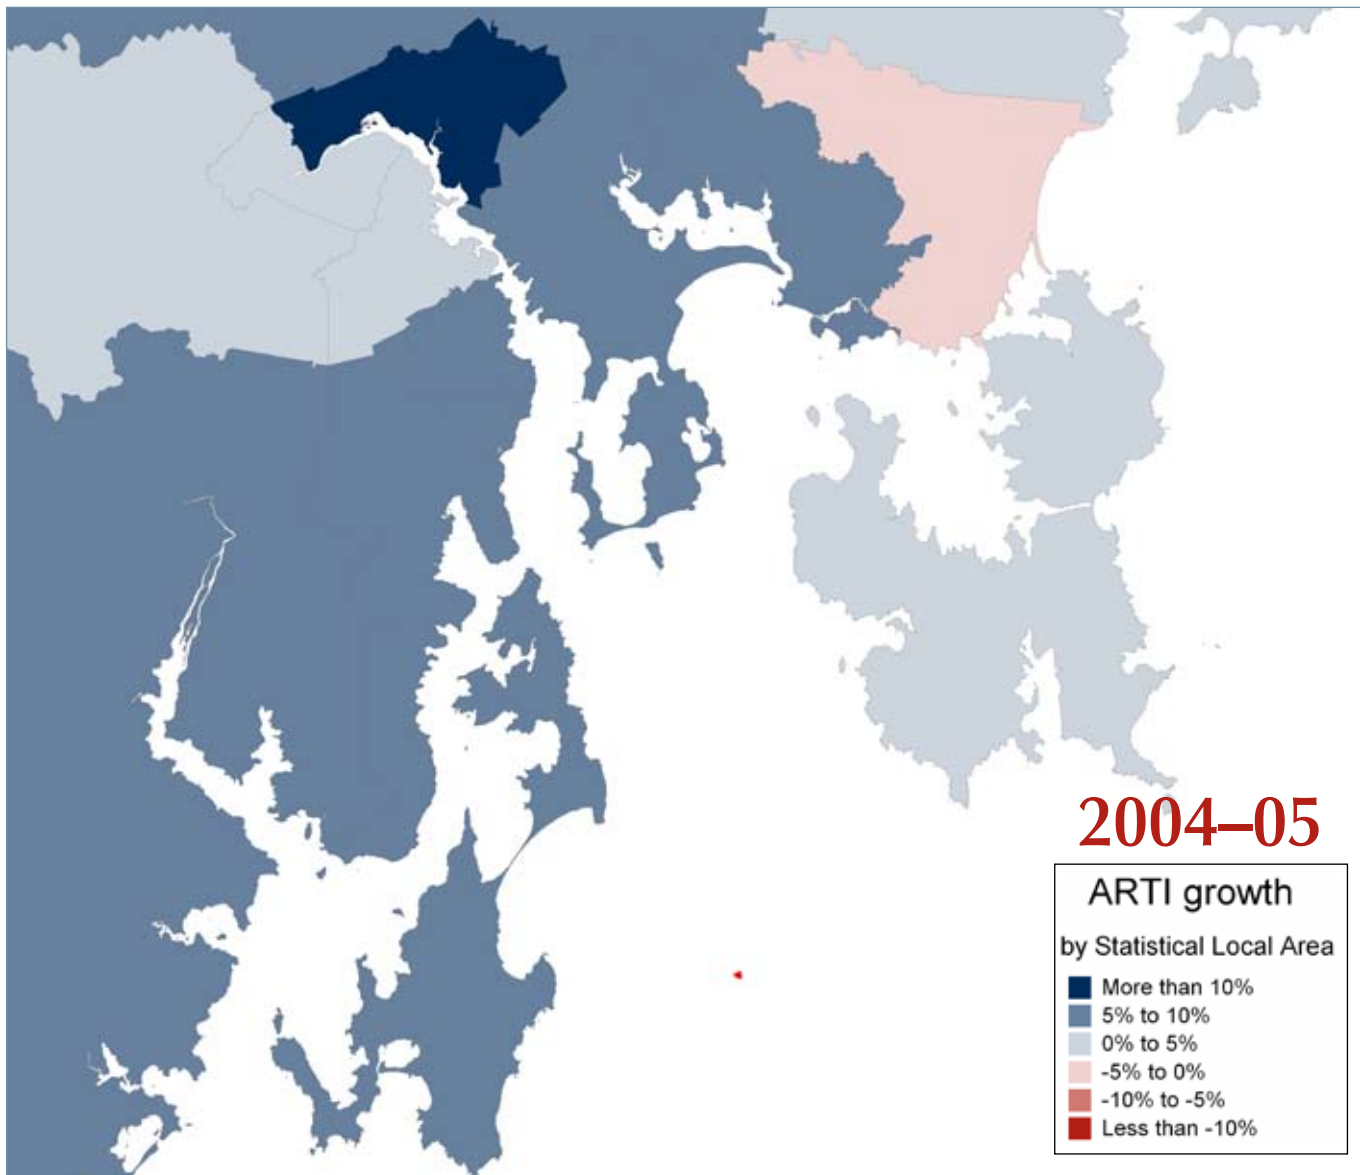 2004–05
ARTI growth
by Statistical Local Area
More than 10%
5% to 10%
0% to 5%
-5% to 0%
-10% to -5%
Less than -10%